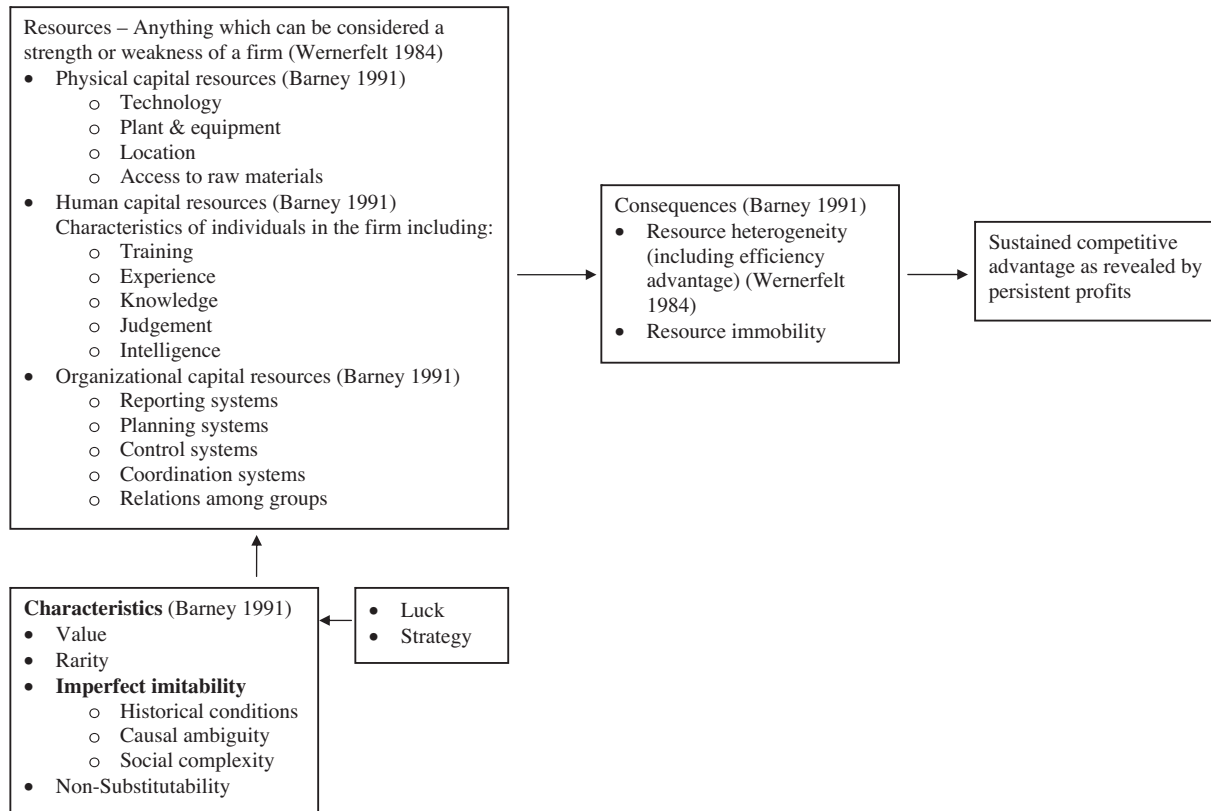 Resources – Anything which can be considered a
strength or weakness of a firm (Wernerfelt 1984)
• Physical capital resources (Barney 1991)
o Technology
o Plant & equipment
o Location
o Access to raw materials
• Human capital resources (Barney 1991)
Characteristics of individuals in the firm including:
o Training
o Experience
o Knowledge
o Judgement
o Intelligence
• Organizational capital resources (Barney 1991)
o Reporting systems
o Planning systems
o Control systems
o Coordination systems
o Relations among groups
Consequences (Barney 1991)
• Resource heterogeneity
(including efficiency
advantage) (Wernerfelt
1984)
• Resource immobility
Sustained competitive
advantage as revealed by
persistent profits
Characteristics (Barney 1991)
• Value
• Rarity
• Imperfect imitability
o Historical conditions
o Causal ambiguity
o Social complexity
• Non-Substitutability
• Luck
• Strategy